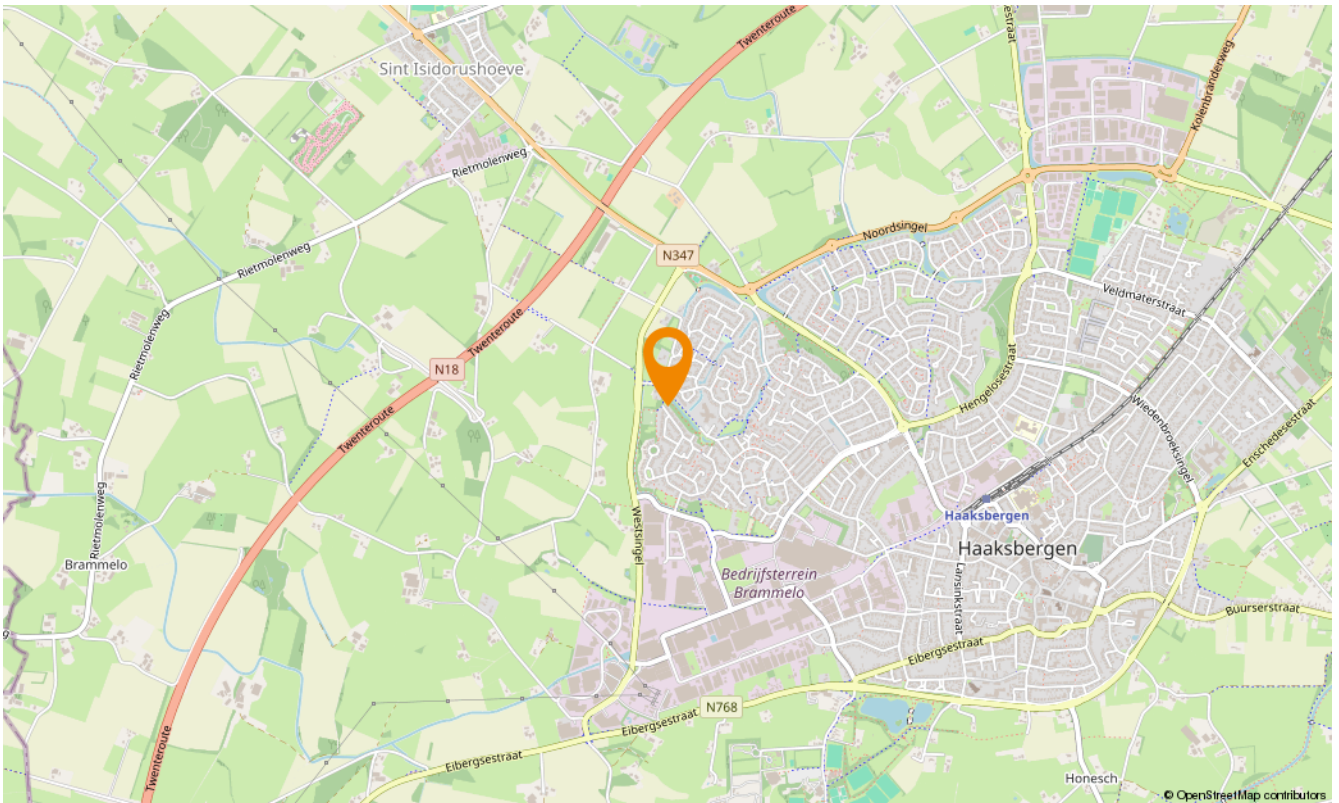 Twenteroute
Hengelosestraat
Kolenbranderweg
Sint Isidorushoeve
Rietmolenweg
Noordsingel
N347
Rietmolenweg
Veldmaterstraat
Rietmolenweg
Twenteroute
N18
Hengelosestraat
Wiedenbroeksingel
Enschedesestraat
Twenteroute
Rietmolenweg
Westsingel
Haaksbergen
Haaksbergen
Brammelo
Bedrijfsterrein
Brammelo
Lansinkstraat
Buurserstraat
Eibergsestraat
N768
Eibergsestraat
Twenteroute
Eibergsestraat
Honesch
© OpenStreetMap contributors